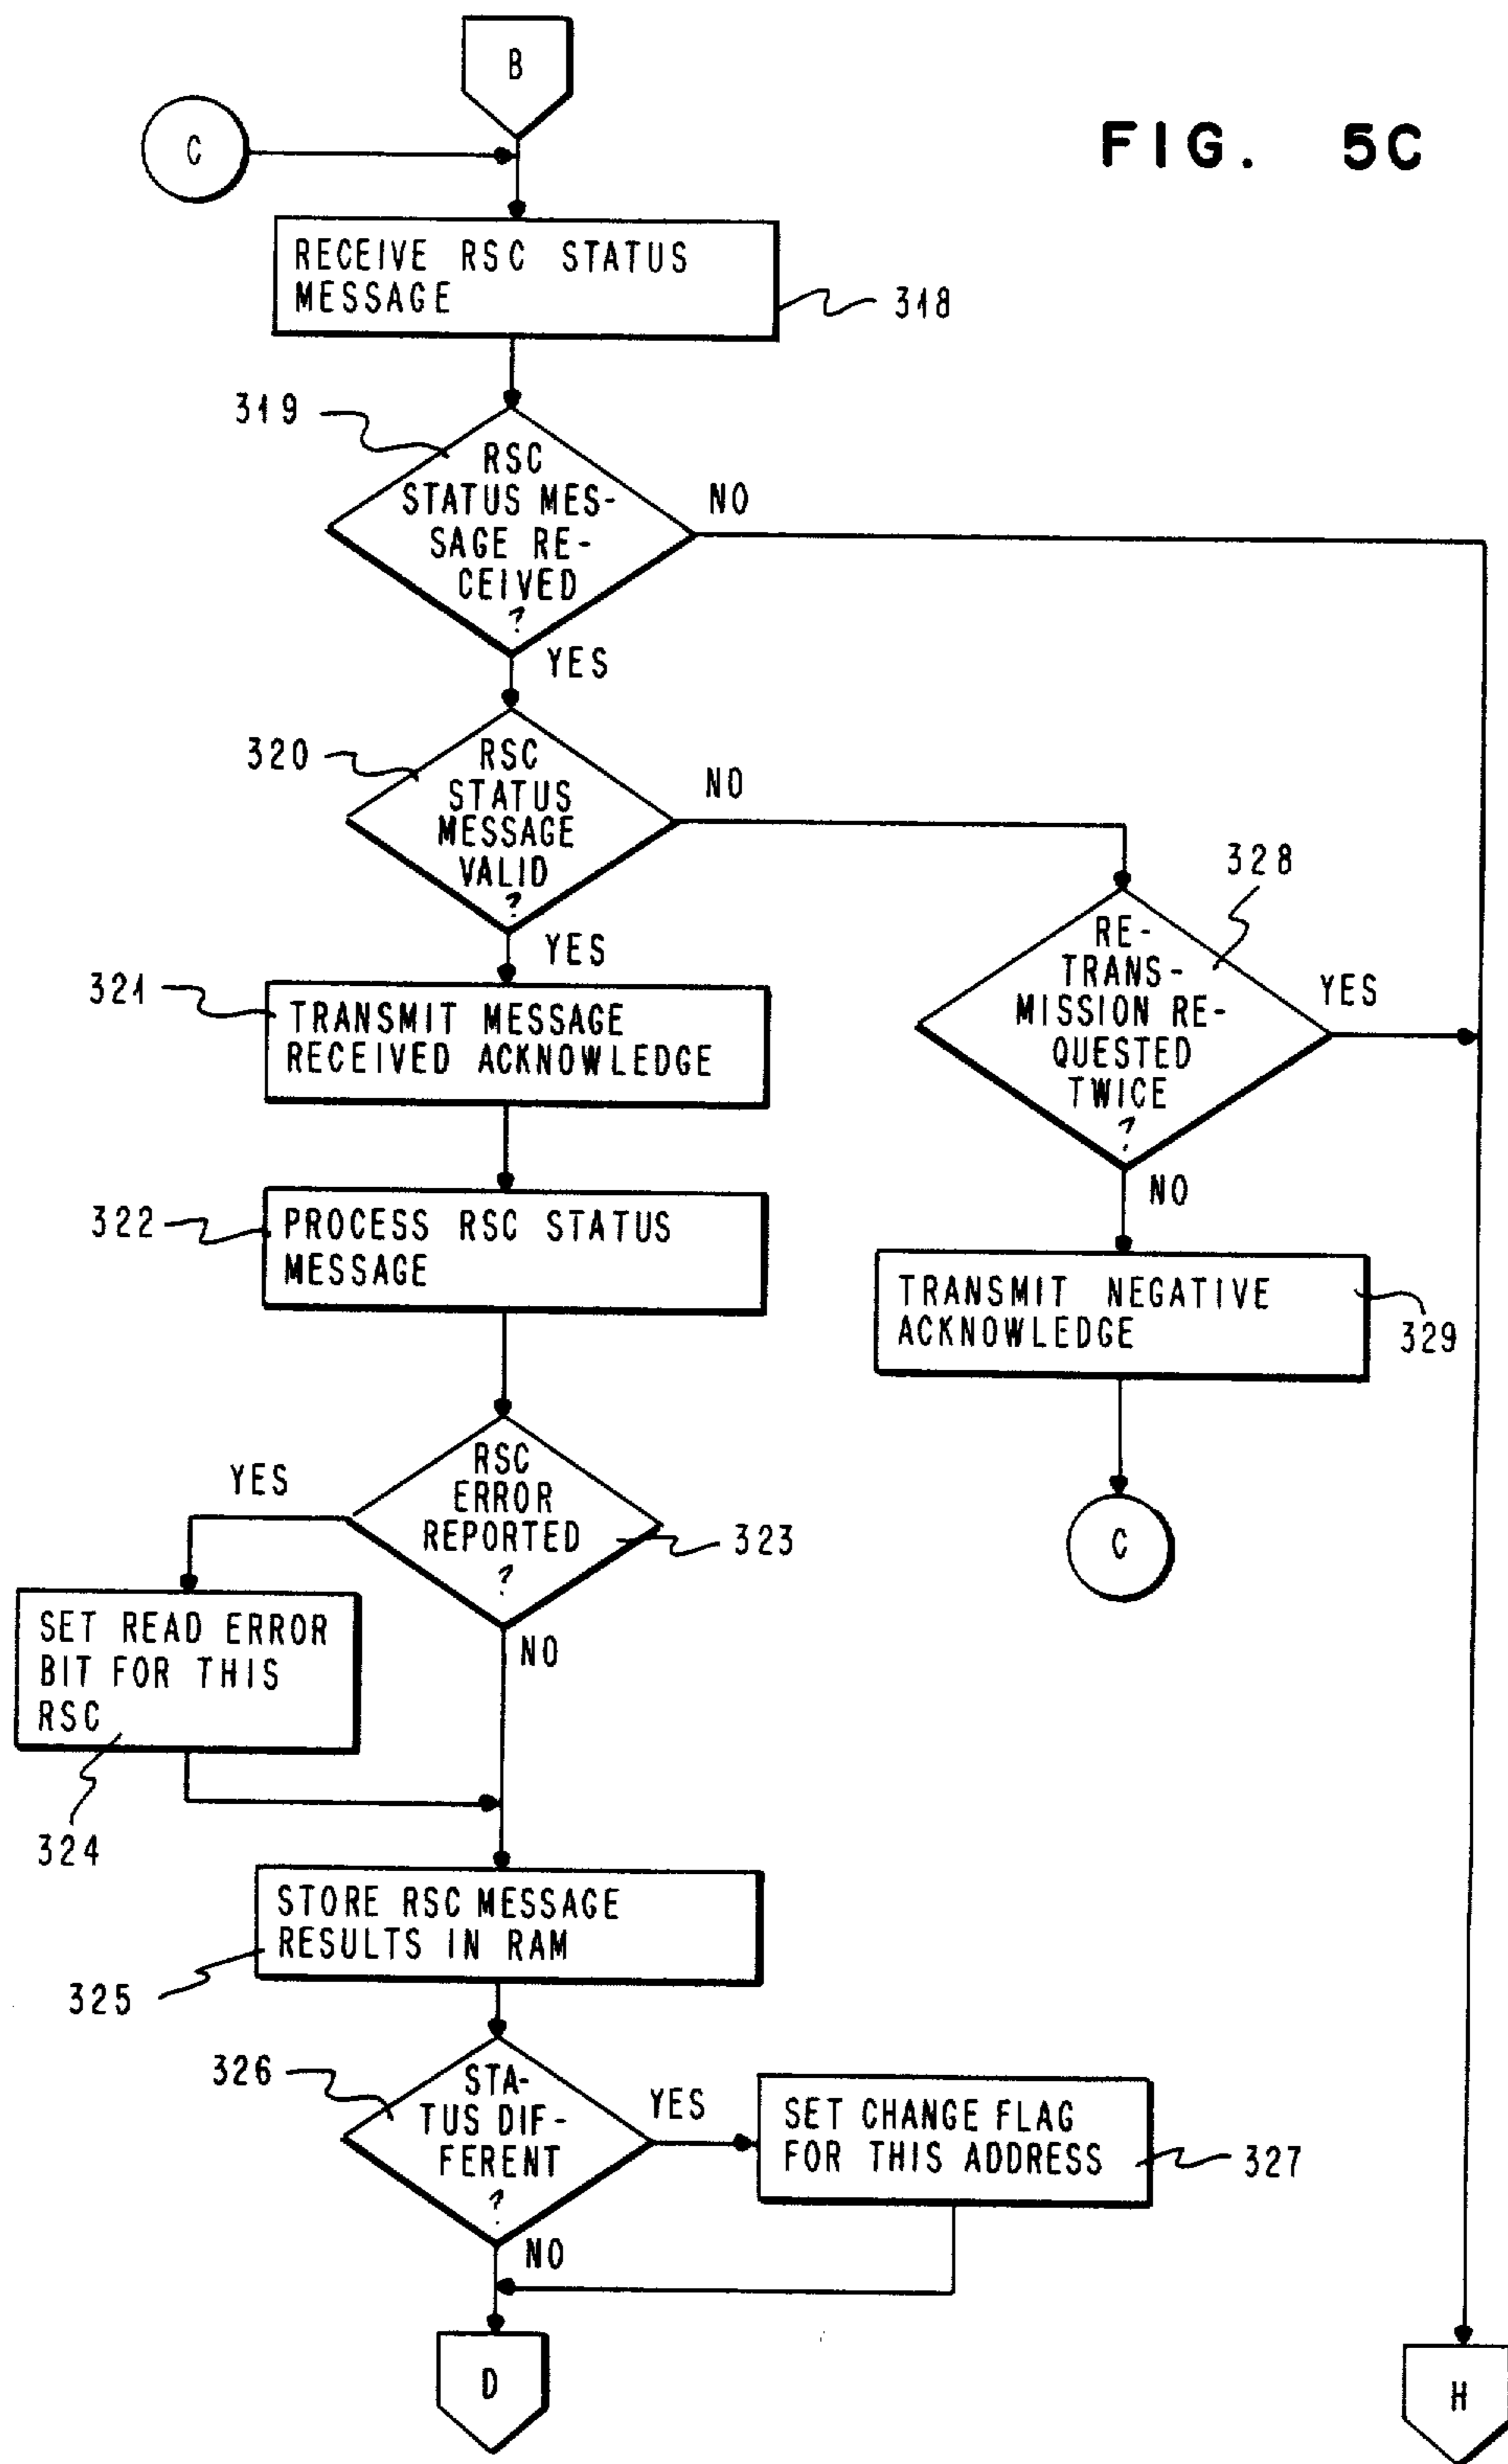 B
C
FIG. 5C
RECEIVE RSC STATUS
MESSAGE
318
319
RSC
STATUS MES-
SAGE RE-
CEIVED
?
NO
YES
320
RSC
STATUS
MESSAGE
VALID
?
NO
YES
328
RE-
TRANS-
MISSION RE-
QUESTED
TWICE
?
YES
NO
321
TRANSMIT MESSAGE
RECEIVED ACKNOWLEDGE
322
PROCESS RSC STATUS
MESSAGE
TRANSMIT NEGATIVE
ACKNOWLEDGE
329
C
RSC
ERROR
REPORTED
?
323
YES
NO
SET READ ERROR
BIT FOR THIS
RSC
324
STORE RSC MESSAGE
RESULTS IN RAM
325
326
STA-
TUS DIF-
FERENT
?
YES
NO
SET CHANGE FLAG
FOR THIS ADDRESS
327
D
H